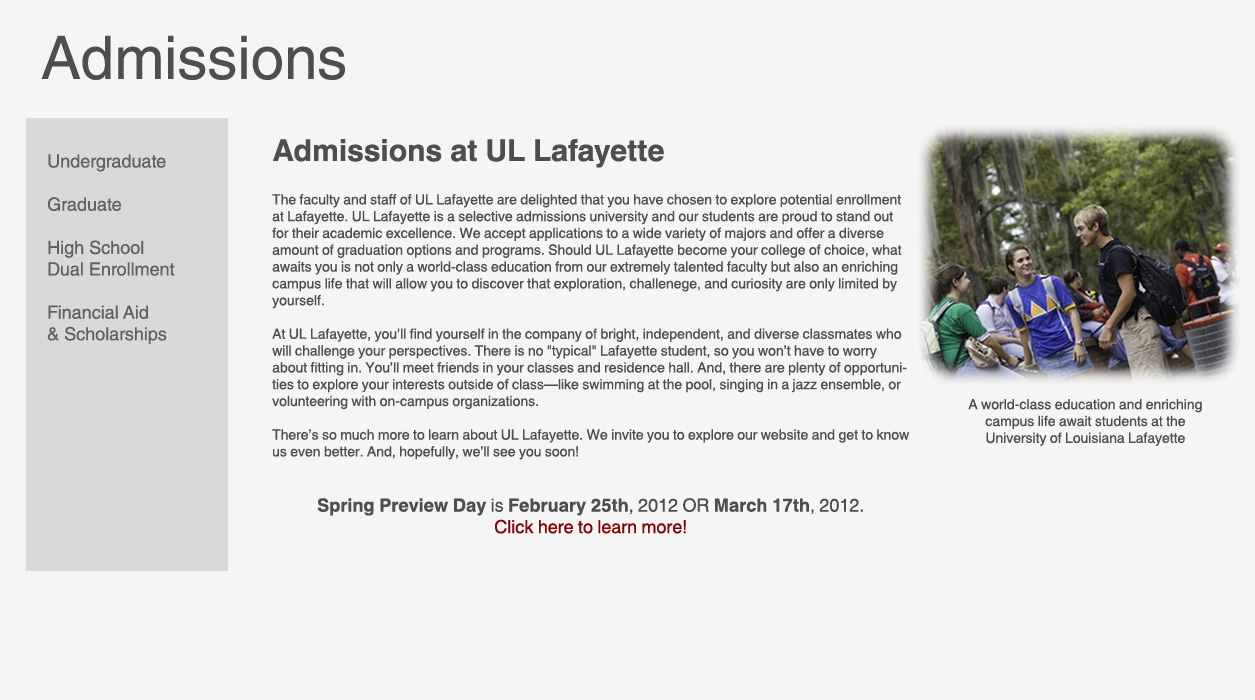 Admissions
Undergraduate
Graduate
High School
Dual Enrollment
Financial Aid
& Scholarships
Admissions at UL Lafayette
The faculty and staff of UL Lafayette are delighted that you have chosen to explore potential enrollment
at Lafayette. UL Lafayette is a selective admissions university and our students are proud to stand out
for their academic excellence. We accept applications to a wide variety of majors and offer a diverse
amount of graduation options and programs. Should UL Lafayette become your college of choice, what
awaits you is not only a world-class education from our extremely talented faculty but also an enriching
campus life that will allow you to discover that exploration, challenege, and curiosity are only limited by
yourself.
At UL Lafayette, you’ll find yourself in the company of bright, independent, and diverse classmates who
will challenge your perspectives. There is no "typical" Lafayette student, so you won’t have to worry
about fitting in. You’ll meet friends in your classes and residence hall. And, there are plenty of opportuni-
ties to explore your interests outside of class—like swimming at the pool, singing in a jazz ensemble, or
volunteering with on-campus organizations.
There’s so much more to learn about UL Lafayette. We invite you to explore our website and get to know
us even better. And, hopefully, we’ll see you soon!
Spring Preview Day is February 25th, 2012 OR March 17th, 2012.
Click here to learn more!
A world-class education and enriching
campus life await students at the
University of Louisiana Lafayette